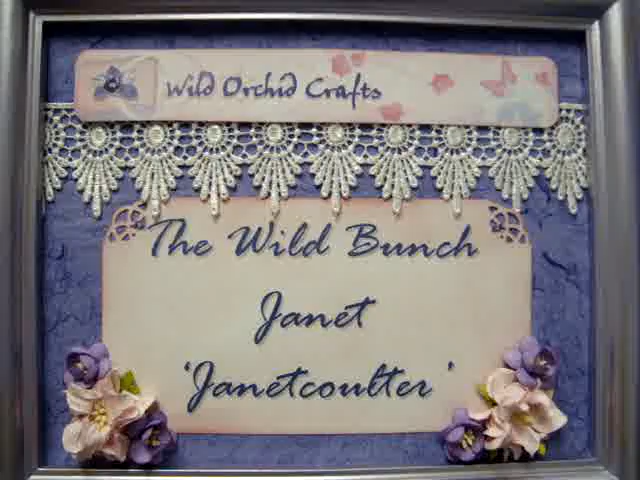 Wild Orchid Crafts
The Wild Bunch
Janet
'Janetcoulter'